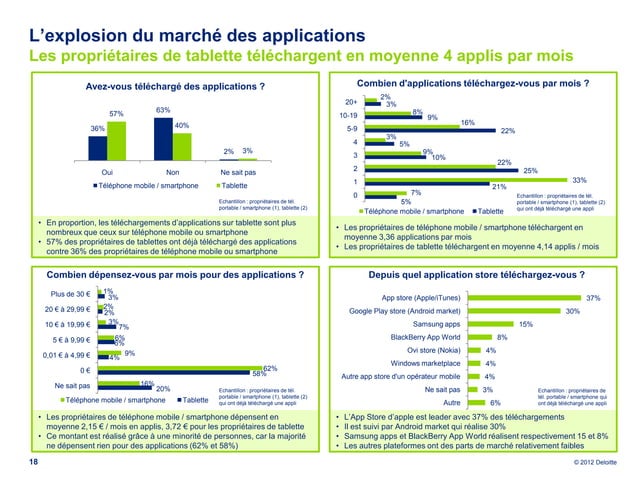 L'explosion du marché des applications
Les propriétaires de tablette téléchargent en moyenne 4 applis par mois
Avez-vous téléchargé des applications ?
57%
63%
36%
40%
2%
3%
Oui
Non
Ne sait pas
Téléphone mobile / smartphone
Tablette
Echantillon : propriétaires de tél.
portable / smartphone (1), tablette (2)
• En proportion, les téléchargements d'applications sur tablette sont plus
nombreux que ceux sur téléphone mobile ou smartphone
• 57% des propriétaires de tablettes ont déjà téléchargé des applications
contre 36% des propriétaires de téléphone mobile ou smartphone
Combien d'applications téléchargez-vous par mois ?
20+ 2% 3%
10-19 8% 9%
5-9 16% 22%
4 3% 5%
3 9% 10%
2 22% 25%
1 33% 21%
0 7% 5%
Téléphone mobile / smartphone
Tablette
Echantillon : propriétaires de tél.
portable / smartphone (1), tablette (2)
qui ont déjà téléchargé une appli
• Les propriétaires de téléphone mobile / smartphone téléchargent en
moyenne 3,36 applications par mois
• Les propriétaires de tablette téléchargent en moyenne 4,14 applis / mois
Combien dépensez-vous par mois pour des applications ?
Plus de 30 € 1% 3%
20 € à 29,99 € 2% 2%
10 € à 19,99 € 3% 7%
5 € à 9,99 € 6%
0,01 € à 4,99 € 9% 4%
0 € 62% 58%
Ne sait pas 16% 20%
Téléphone mobile / smartphone
Tablette
Echantillon : propriétaires de tél.
portable / smartphone (1), tablette (2)
qui ont déjà téléchargé une appli
• Les propriétaires de téléphone mobile / smartphone dépensent en
moyenne 2,15 € / mois en applis, 3,72 € pour les propriétaires de tablette
• Ce montant est réalisé grâce à une minorité de personnes, car la majorité
ne dépensent rien pour des applications (62% et 58%)
Depuis quel application store téléchargez-vous ?
App store (Apple/iTunes) 37%
Google Play store (Android market) 30%
Samsung apps 15%
BlackBerry App World 8%
Ovi store (Nokia) 4%
Windows marketplace 4%
Autre app store d'un opérateur mobile 4%
Ne sait pas 3%
Autre 6%
Echantillon : propriétaires de
tél. portable / smartphone qui
ont déjà téléchargé une appli
• L'App Store d'apple est leader avec 37% des téléchargements
• Il est suivi par Android market qui réalise 30%
• Samsung apps et BlackBerry App World réalisent respectivement 15 et 8%
• Les autres plateformes ont des parts de marché relativement faibles
18
© 2012 Deloitte